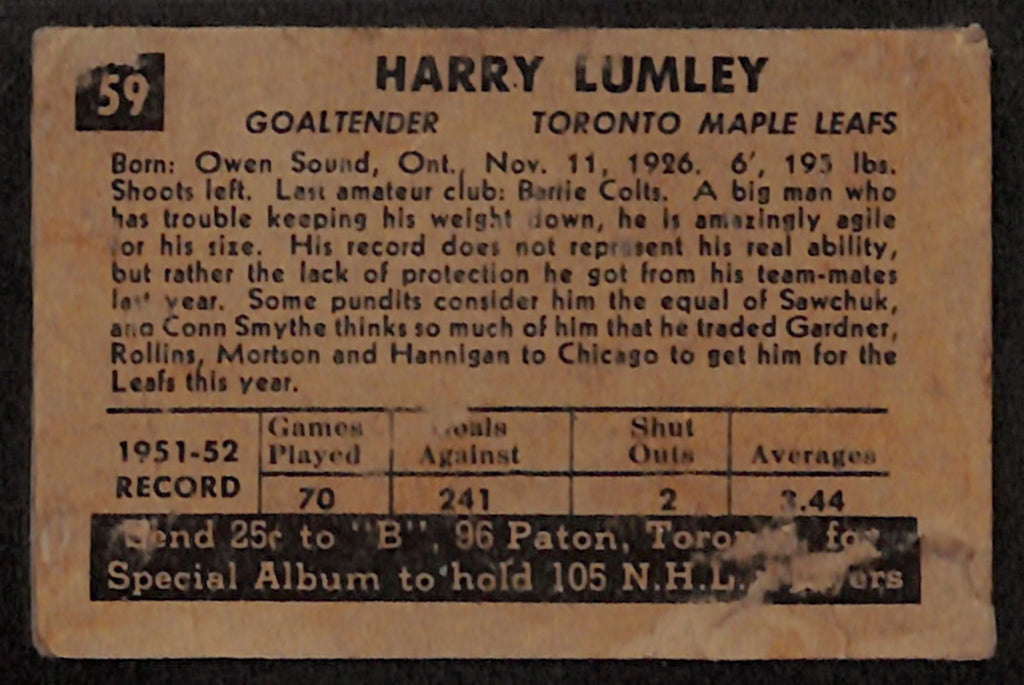 59
HARRY LUMLEY
GOALTENDER TORONTO MAPLE LEAFS
Born: Owen Sound, Ont., Nov. 11, 1926. 6', 195 lbs.
Shoots left. Last amateur club: Barrie Colts. A big man who
has trouble keeping his weight down, he is amazingly agile
for his size. His record does not represent his real ability,
but rather the lack of protection he got from his team-mates
last year. Some pundits consider him the equal of Sawchuk,
and Conn Smythe thinks so much of him that he traded Gardner,
Rollins, Mortson and Hannigan to Chicago to get him for the
Leafs this year.
1951-52 RECORD
Games Played Goals Against Shut Outs Averages
70 241 2 3.44
Send 25c to "B", 96 Paton, Toronto, for
Special Album to hold 105 N.H.L. Players